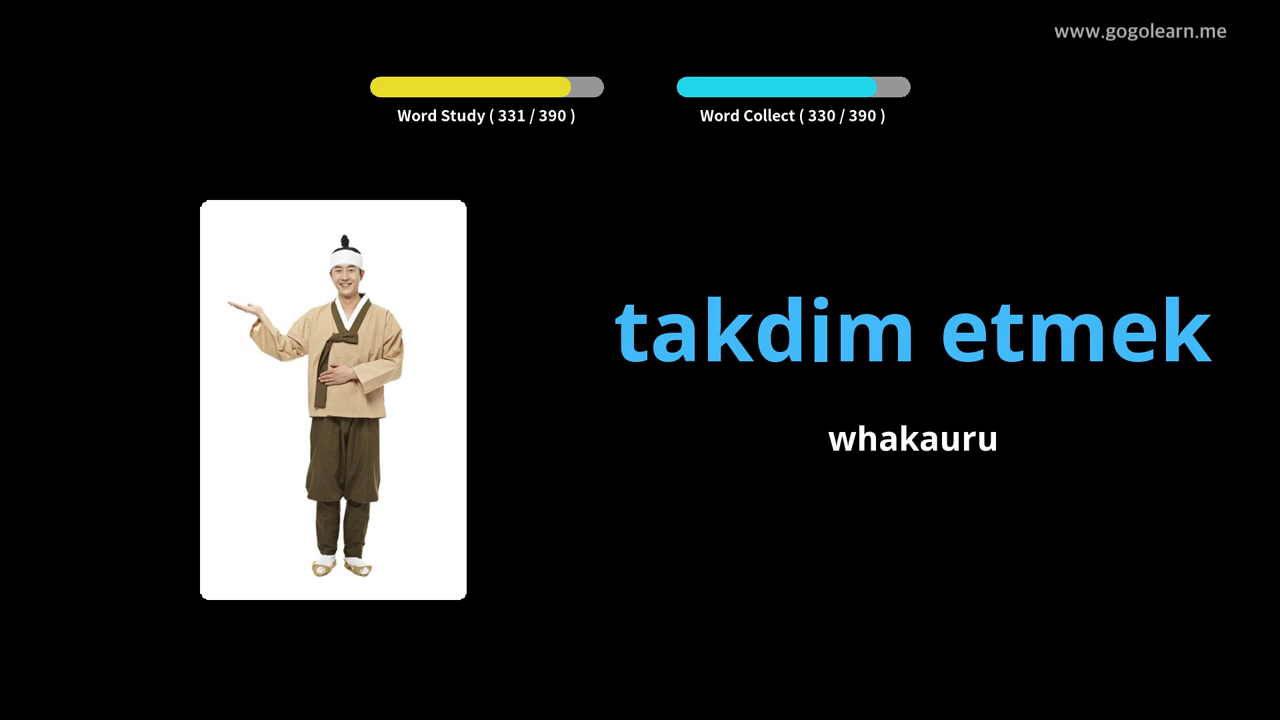 www.gogolearn.me
Word Study ( 331 / 390 )
Word Collect ( 330 / 390 )
takdim etmek
whakauru